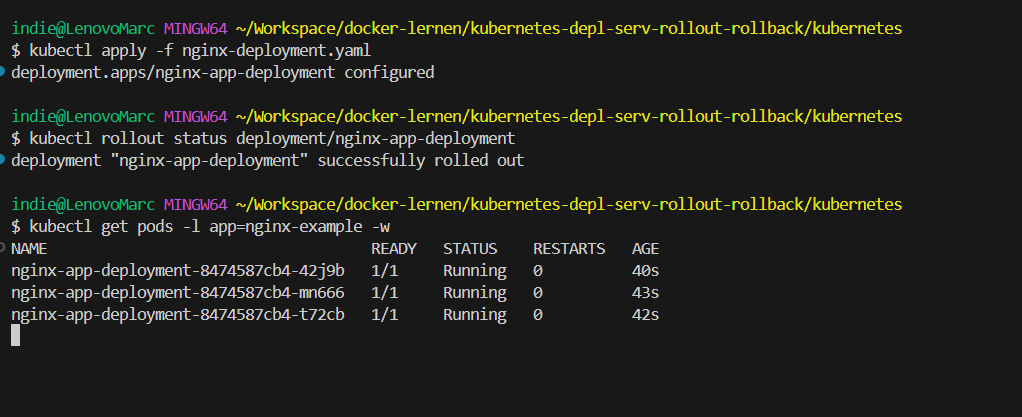 indie@LenovoMarc MINGW64 ~/Workspace/docker-lernen/kubernetes-depl-serv-rollout-rollback/kubernetes
$ kubectl apply -f nginx-deployment.yaml
deployment.apps/nginx-app-deployment configured
indie@LenovoMarc MINGW64 ~/Workspace/docker-lernen/kubernetes-depl-serv-rollout-rollback/kubernetes
$ kubectl rollout status deployment/nginx-app-deployment
deployment "nginx-app-deployment" successfully rolled out
indie@LenovoMarc MINGW64 ~/Workspace/docker-lernen/kubernetes-depl-serv-rollout-rollback/kubernetes
$ kubectl get pods -l app=nginx-example -w
NAME READY STATUS RESTARTS AGE
nginx-app-deployment-8474587cb4-42j9b 1/1 Running 0 40s
nginx-app-deployment-8474587cb4-mn666 1/1 Running 0 43s
nginx-app-deployment-8474587cb4-t72cb 1/1 Running 0 42s